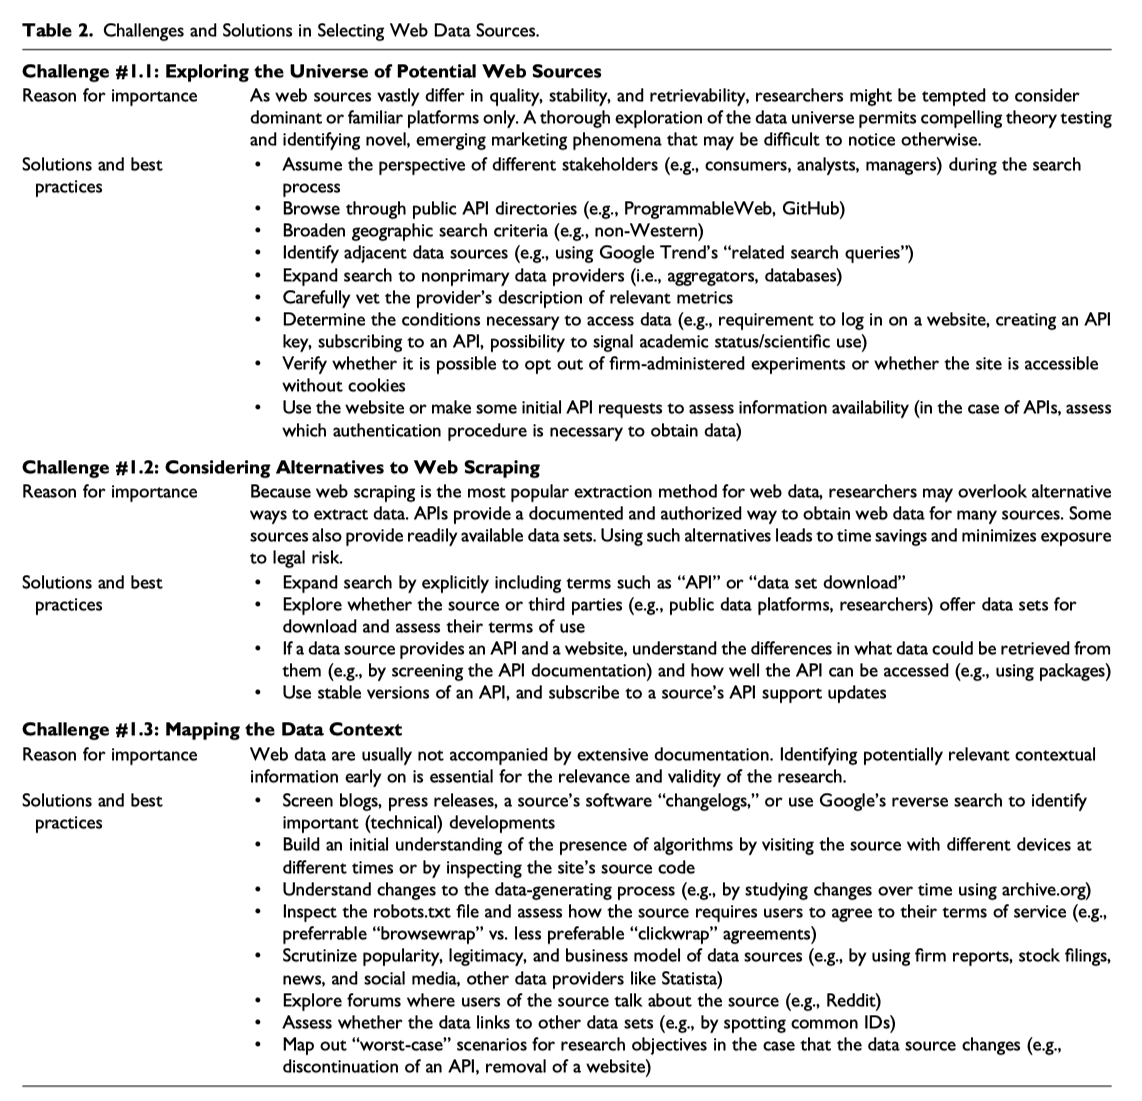 Table 2. Challenges and Solutions in Selecting Web Data Sources.
Challenge #1.1: Exploring the Universe of Potential Web Sources
Reason for importance
As web sources vastly differ in quality, stability, and retrievability, researchers might be tempted to consider
dominant or familiar platforms only. A thorough exploration of the data universe permits compelling theory testing
and identifying novel, emerging marketing phenomena that may be difficult to notice otherwise.
Solutions and best
practices
• Assume the perspective of different stakeholders (e.g., consumers, analysts, managers) during the search
process
• Browse through public API directories (e.g., ProgrammableWeb, GitHub)
• Broaden geographic search criteria (e.g., non-Western)
• Identify adjacent data sources (e.g., using Google Trend's “related search queries”)
• Expand search to nonprimary data providers (i.e., aggregators, databases)
• Carefully vet the provider's description of relevant metrics
• Determine the conditions necessary to access data (e.g., requirement to log in on a website, creating an API
key, subscribing to an API, possibility to signal academic status/scientific use)
• Verify whether it is possible to opt out of firm-administered experiments or whether the site is accessible
without cookies
• Use the website or make some initial API requests to assess information availability (in the case of APIs, assess
which authentication procedure is necessary to obtain data)
Challenge #1.2: Considering Alternatives to Web Scraping
Reason for importance
Because web scraping is the most popular extraction method for web data, researchers may overlook alternative
ways to extract data. APIs provide a documented and authorized way to obtain web data for many sources. Some
sources also provide readily available data sets. Using such alternatives leads to time savings and minimizes exposure
to legal risk.
Solutions and best
practices
• Expand search by explicitly including terms such as “API” or “data set download”
• Explore whether the source or third parties (e.g., public data platforms, researchers) offer data sets for
download and assess their terms of use
• If a data source provides an API and a website, understand the differences in what data could be retrieved from
them (e.g., by screening the API documentation) and how well the API can be accessed (e.g., using packages)
• Use stable versions of an API, and subscribe to a source's API support updates
Challenge #1.3: Mapping the Data Context
Reason for importance
Web data are usually not accompanied by extensive documentation. Identifying potentially relevant contextual
information early on is essential for the relevance and validity of the research.
Solutions and best
practices
• Screen blogs, press releases, a source's software “changelogs,” or use Google's reverse search to identify
important (technical) developments
• Build an initial understanding of the presence of algorithms by visiting the source with different devices at
different times or by inspecting the site's source code
• Understand changes to the data-generating process (e.g., by studying changes over time using archive.org)
• Inspect the robots.txt file and assess how the source requires users to agree to their terms of service (e.g.,
preferrable “browsewrap” vs. less preferable “clickwrap” agreements)
• Scrutinize popularity, legitimacy, and business model of data sources (e.g., by using firm reports, stock filings,
news, and social media, other data providers like Statista)
• Explore forums where users of the source talk about the source (e.g., Reddit)
• Assess whether the data links to other data sets (e.g., by spotting common IDs)
• Map out “worst-case” scenarios for research objectives in the case that the data source changes (e.g.,
discontinuation of an API, removal of a website)